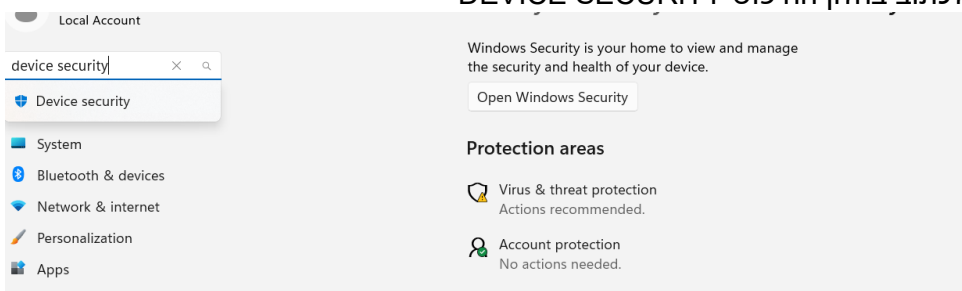 DEVICE SECURITY
Local Account
device security
Device security
System
Bluetooth & devices
Network & internet
Personalization
Apps
Windows Security is your home to view and manage
the security and health of your device.
Open Windows Security
Protection areas
Virus & threat protection
Actions recommended.
Account protection
No actions needed.